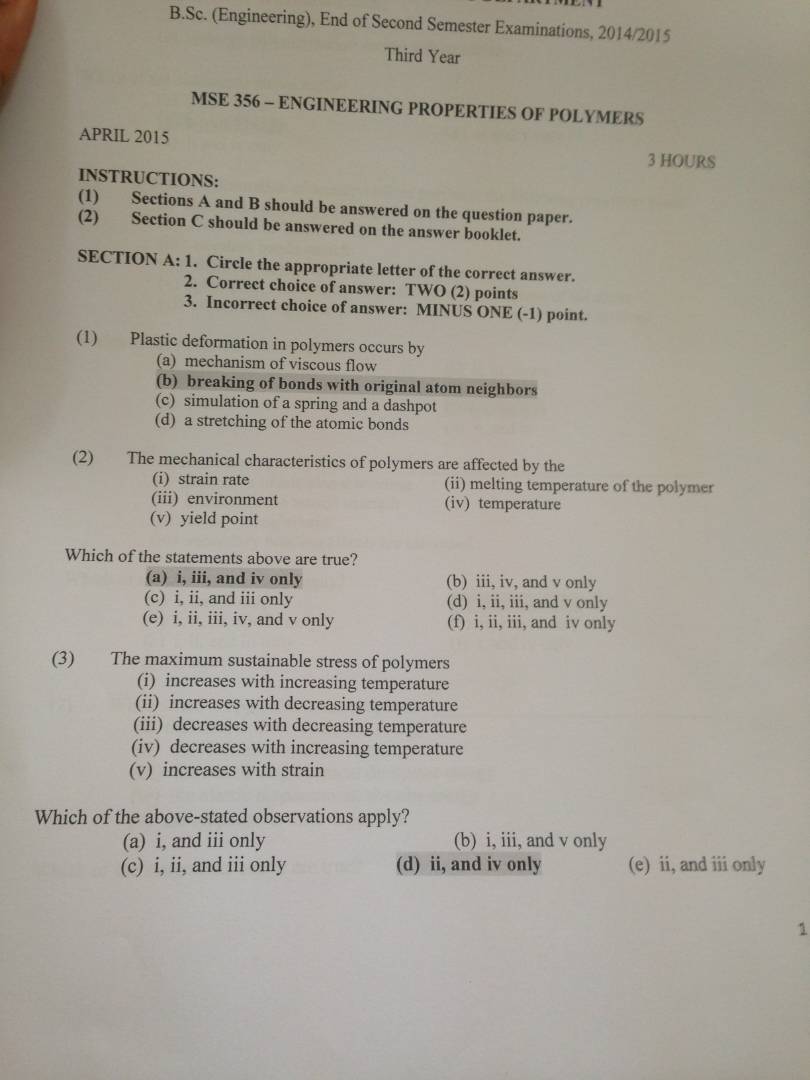 B.Sc. (Engineering), End of Second Semester Examinations, 2014/2015
Third Year
MSE 356 – ENGINEERING PROPERTIES OF POLYMERS
APRIL 2015
3 HOURS
INSTRUCTIONS:
(1) Sections A and B should be answered on the question paper.
(2) Section C should be answered on the answer booklet.
SECTION A: 1. Circle the appropriate letter of the correct answer.
2. Correct choice of answer: TWO (2) points
3. Incorrect choice of answer: MINUS ONE (-1) point.
(1) Plastic deformation in polymers occurs by
(a) mechanism of viscous flow
(b) breaking of bonds with original atom neighbors
(c) simulation of a spring and a dashpot
(d) a stretching of the atomic bonds
(2) The mechanical characteristics of polymers are affected by the
(i) strain rate (ii) melting temperature of the polymer
(iii) environment (iv) temperature
(v) yield point
Which of the statements above are true?
(a) i, iii, and iv only (b) iii, iv, and v only
(c) i, ii, and iii only (d) i, ii, iii, and v only
(e) i, ii, iii, iv, and v only (f) i, ii, iii, and iv only
(3) The maximum sustainable stress of polymers
(i) increases with increasing temperature
(ii) increases with decreasing temperature
(iii) decreases with decreasing temperature
(iv) decreases with increasing temperature
(v) increases with strain
Which of the above-stated observations apply?
(a) i, and iii only (b) i, iii, and v only
(c) i, ii, and iii only (d) ii, and iv only (e) ii, and iii only
1